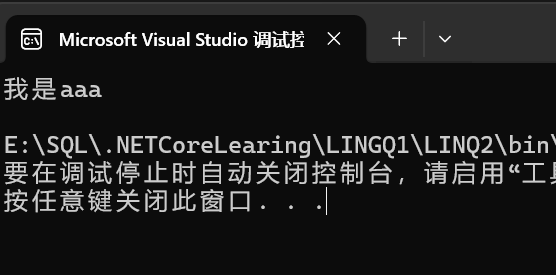 Microsoft Visual Studio 调试控
我是aaa
E:\SQL\.NETCoreLearing\LINGQ1\LINQ2\bin\
要在调试停止时自动关闭控制台，请启用“工具
按任意键关闭此窗口. . .